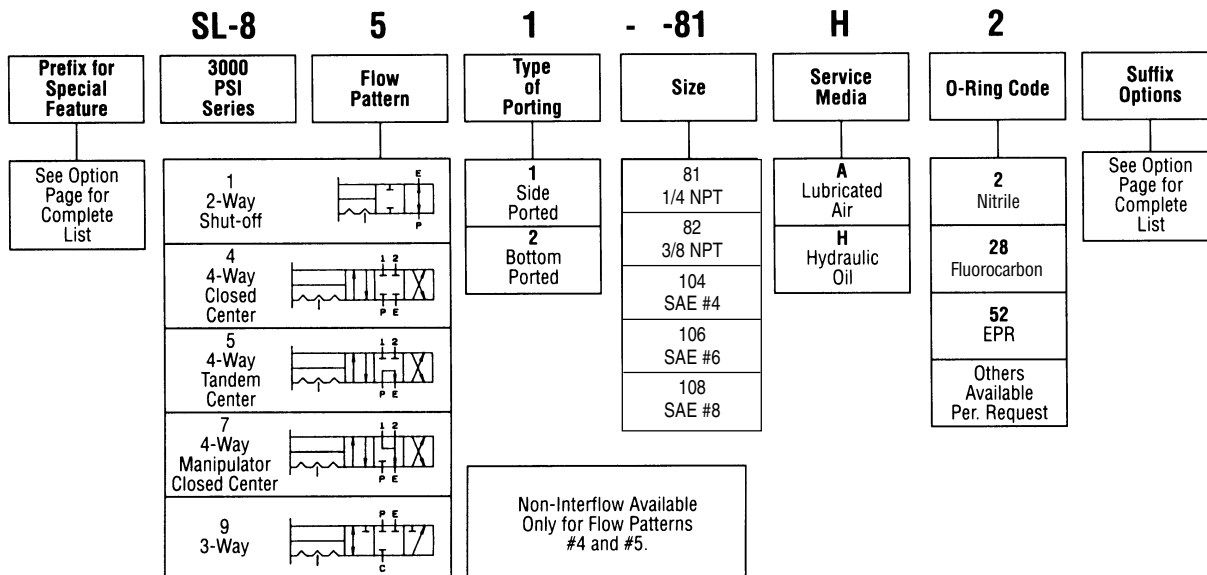 SL-8 5 1 - -81 H 2
Prefix for
Special
Feature
3000
PSI
Series
Flow
Pattern
Type
of
Porting
Size
Service
Media
O-Ring Code
Suffix
Options
See Option
Page for
Complete
List
1
2-Way
Shut-off
E
P
4
4-Way
Closed
Center
1 2
P E
5
4-Way
Tandem
Center
1 2
P E
7
4-Way
Manipulator
Closed Center
1 2
P E
9
3-Way
P E
C
1
Side
Ported
2
Bottom
Ported
81
1/4 NPT
82
3/8 NPT
104
SAE #4
106
SAE #6
108
SAE #8
A
Lubricated
Air
H
Hydraulic
Oil
2
Nitrile
28
Fluorocarbon
52
EPR
Others
Available
Per. Request
See Option
Page for
Complete
List
Non-Interflow Available
Only for Flow Patterns
#4 and #5.